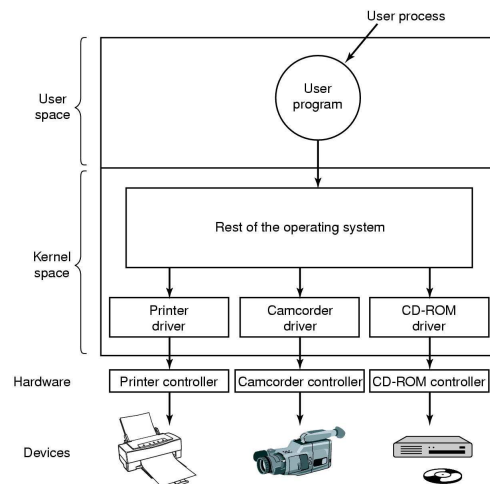 User process
User
space
User
program
Kernel
space
Rest of the operating system
Printer
driver
Camcorder
driver
CD-ROM
driver
Hardware
Printer controller
Camcorder controller
CD-ROM controller
Devices